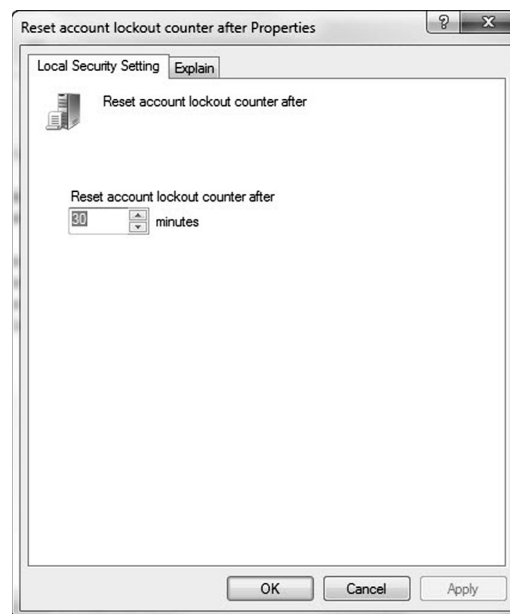 Reset account lockout counter after Properties
Local Security Setting
Explain
Reset account lockout counter after
Reset account lockout counter after
30 minutes
OK
Cancel
Apply